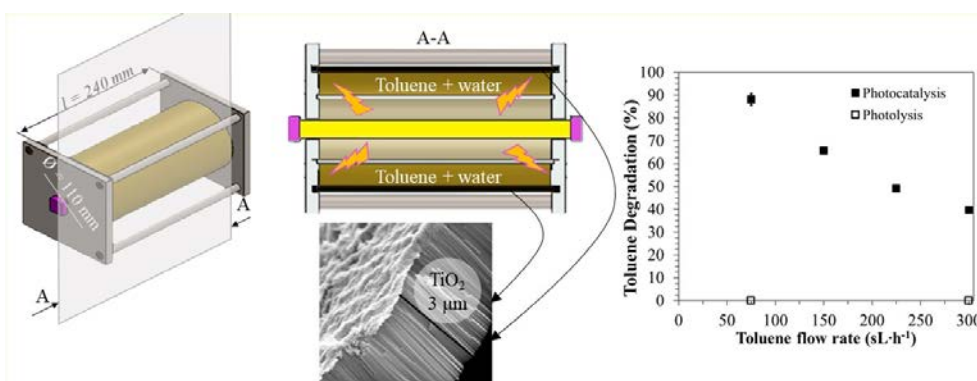 l = 240 mm
Ø = 110 mm
A
A
A-A
Toluene + water
Toluene + water
TiO₂
3 µm
Toluene Degradation (%)
100
90
80
70
60
50
40
30
20
10
0
Photocatalysis
Photolysis
0
50
100
150
200
250
300
Toluene flow rate (sL·h⁻¹)